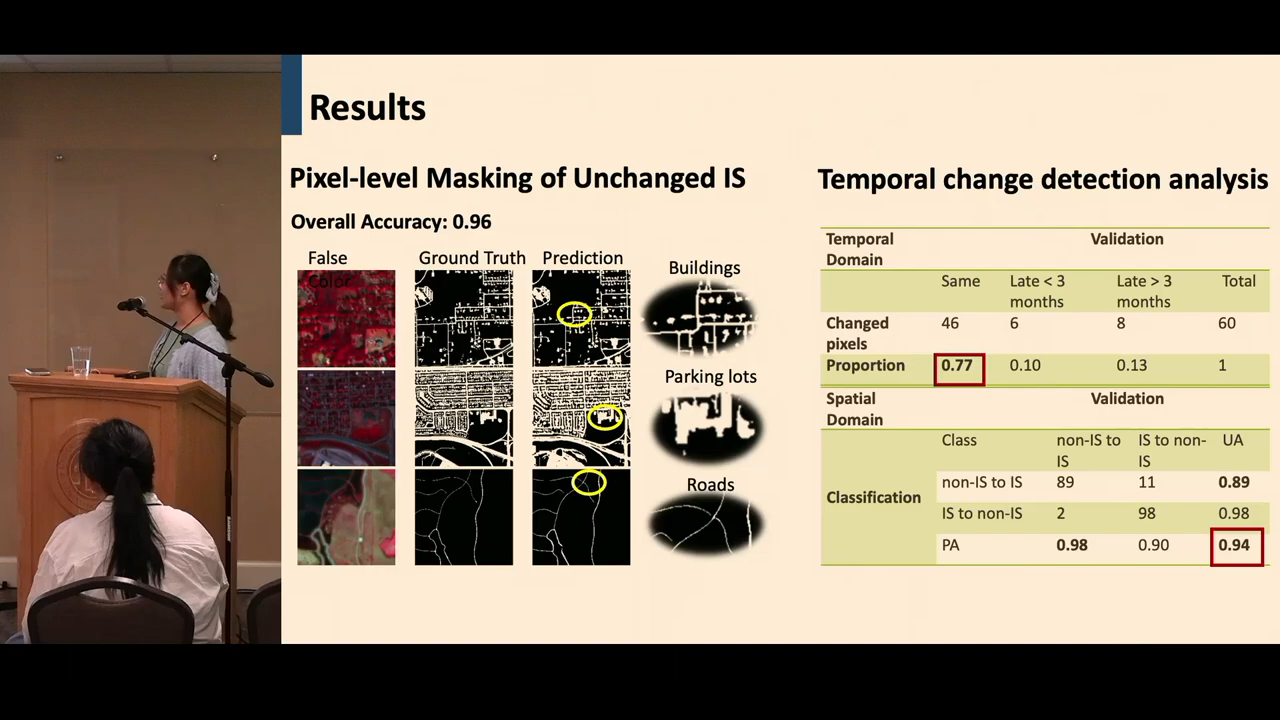 Results
Pixel-level Masking of Unchanged IS
Overall Accuracy: 0.96
False
Color
Ground Truth
Prediction
Buildings
Parking lots
Roads
Temporal change detection analysis
Temporal
Domain
Validation
Same
Late < 3
months
Late > 3
months
Total
Changed
pixels
46
6
8
60
Proportion
0.77
0.10
0.13
1
Spatial
Domain
Validation
Classification
Class
non-IS to
IS
IS to non-
IS
UA
non-IS to IS
89
11
0.89
IS to non-IS
2
98
0.98
PA
0.98
0.90
0.94